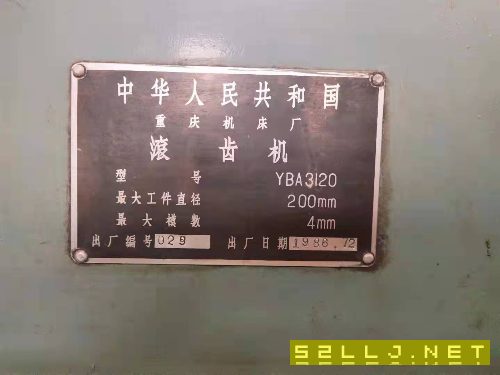 中华人民共和国
重庆机床厂
滚齿机
型号 YBA3120
最大工件直径 200mm
最大模数 4mm
出厂编号 029 出厂日期 1986.12
52LLJ.NET